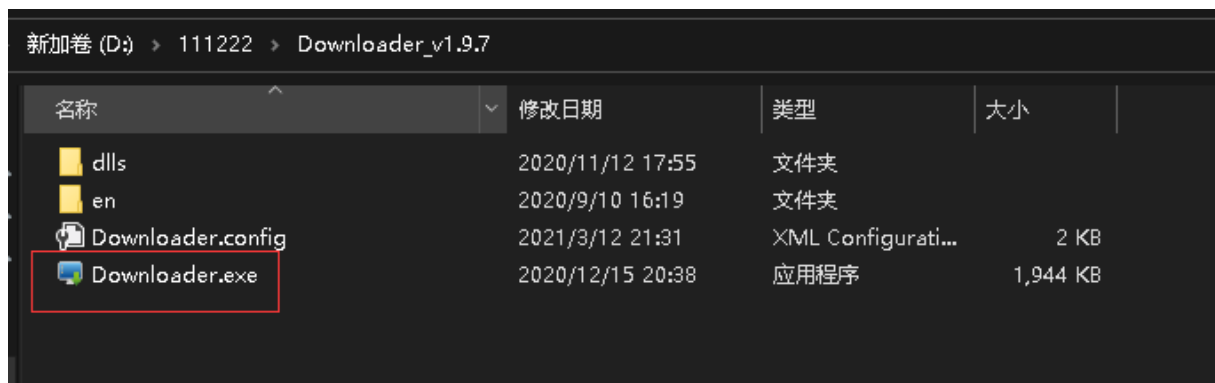 新加卷 (D:) > 111222 > Downloader_v1.9.7
名称 修改日期 类型 大小
dlls 2020/11/12 17:55 文件夹
en 2020/9/10 16:19 文件夹
Downloader.config 2021/3/12 21:31 XML Configurati... 2 KB
Downloader.exe 2020/12/15 20:38 应用程序 1,944 KB